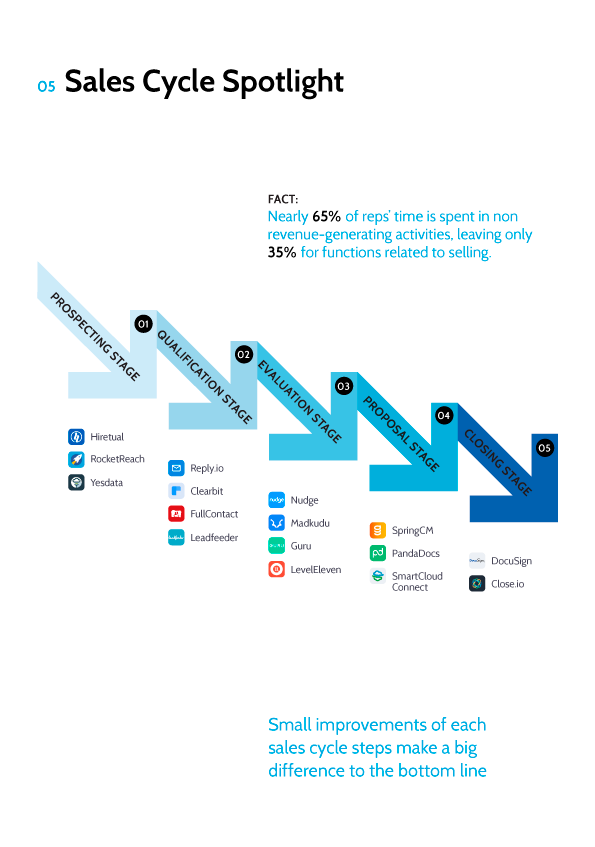 05 Sales Cycle Spotlight
FACT:
Nearly 65% of reps' time is spent in non
revenue-generating activities, leaving only
35% for functions related to selling.
PROSPECTING STAGE
01
QUALIFICATION STAGE
02
EVALUATION STAGE
03
PROPOSAL STAGE
04
CLOSING STAGE
05
Hiretual
RocketReach
Yesdata
Reply.io
Clearbit
FullContact
Leadfeeder
Nudge
Madkudu
Guru
LevelEleven
SpringCM
PandaDocs
SmartCloud
Connect
DocuSign
Close.io
Small improvements of each
sales cycle steps make a big
difference to the bottom line